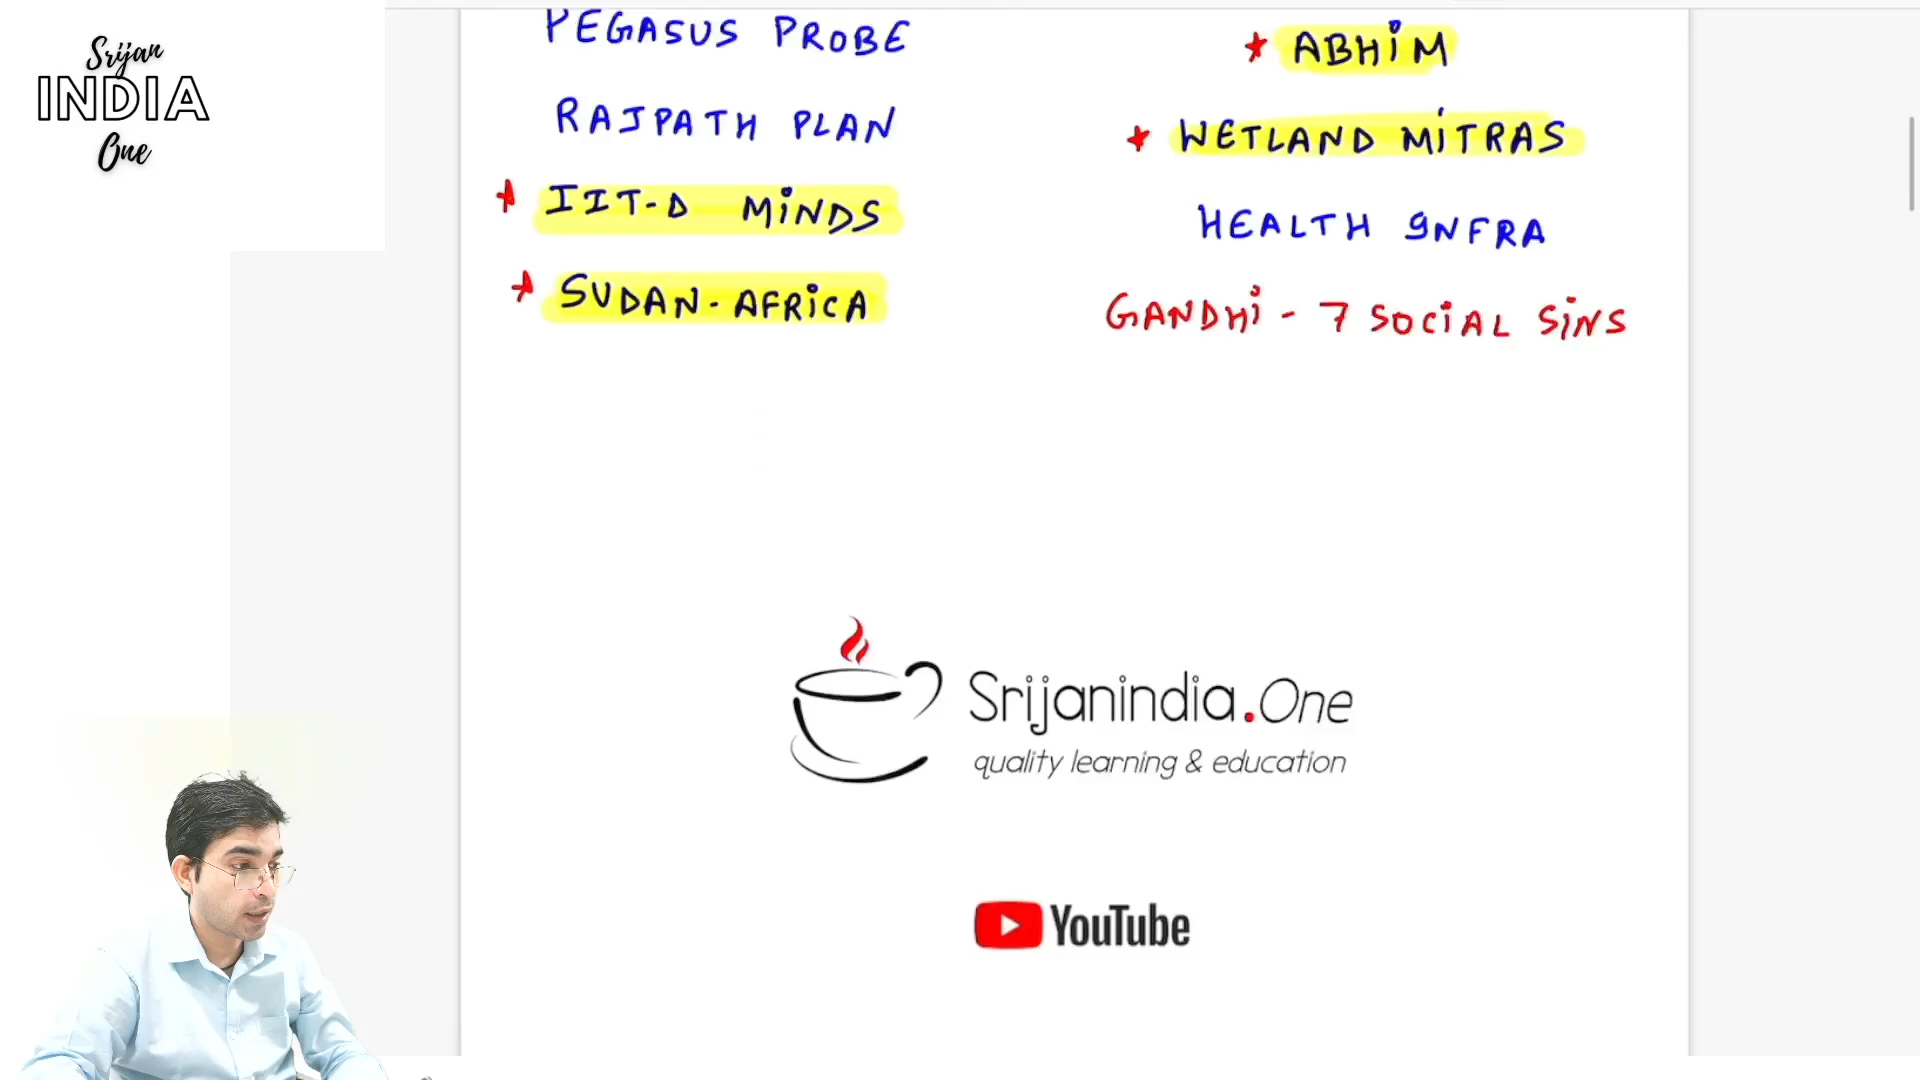 Srijan
INDIA
One
PEGASUS PROBE
RAJPATH PLAN
IIT-D MiNDS
SUDAN-AFRiCA
ABHiM
WETLAND MiTRAS
HEALTH INFRA
GANDHi - 7 SOCiAL SiNS
Srijanindia.One
quality learning & education
YouTube